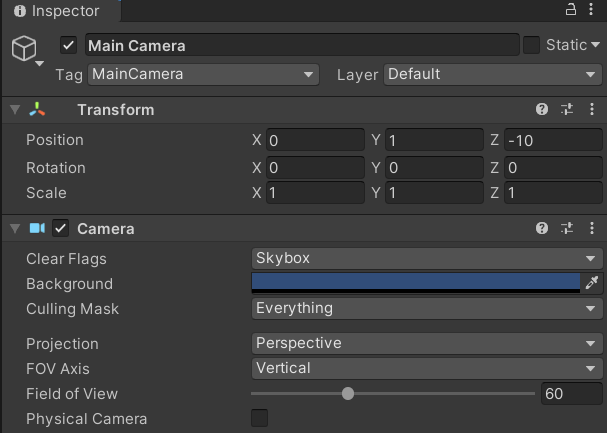 Inspector
Main Camera Static
Tag MainCamera Layer Default
Transform
Position X 0 Y 1 Z -10
Rotation X 0 Y 0 Z 0
Scale X 1 Y 1 Z 1
Camera
Clear Flags Skybox
Background
Culling Mask Everything
Projection Perspective
FOV Axis Vertical
Field of View 60
Physical Camera